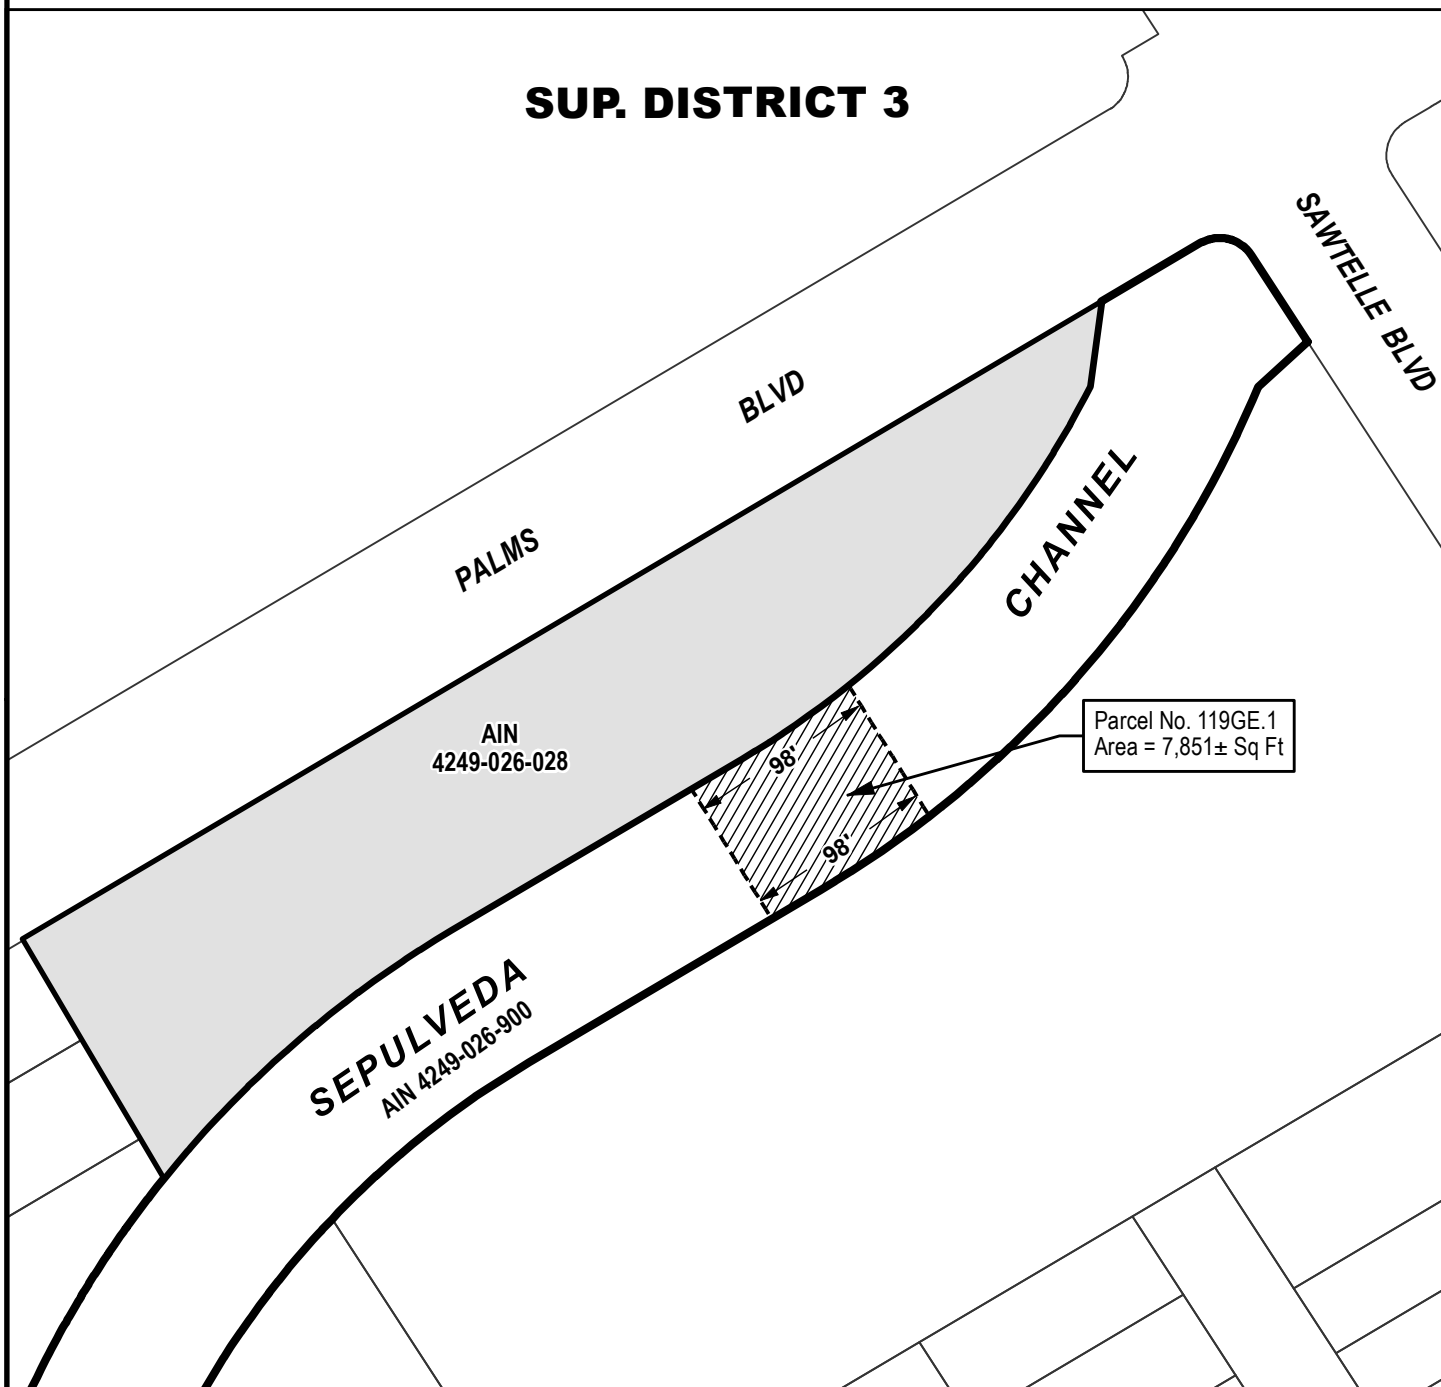 SUP. DISTRICT 3
SAWTELLE BLVD
BLVD
PALMS
CHANNEL
Parcel No. 119GE.1
Area = 7,851± Sq Ft
AIN
4249-026-028
98'
98'
SEPULVEDA
AIN 4249-026-900